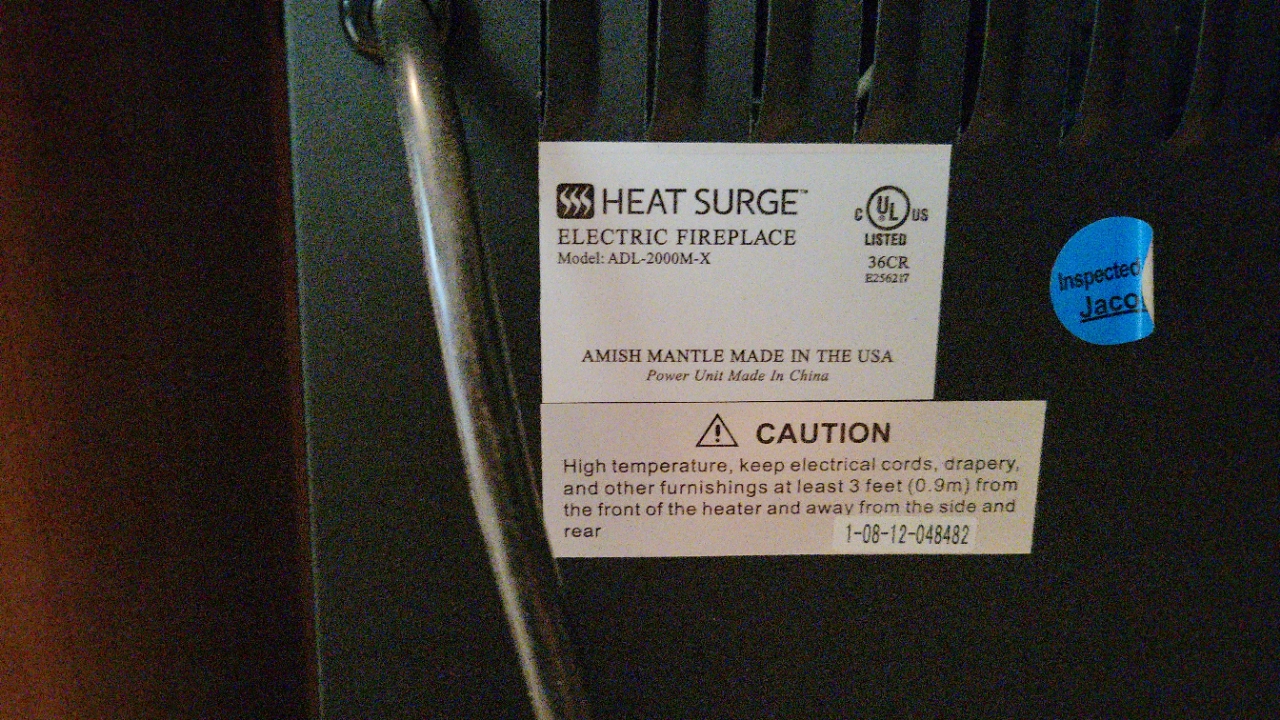 HEAT SURGE™
ELECTRIC FIREPLACE
Model: ADL-2000M-X
C UL® US
LISTED
36CR
E256217
AMISH MANTLE MADE IN THE USA
Power Unit Made In China
CAUTION
High temperature, keep electrical cords, drapery,
and other furnishings at least 3 feet (0.9m) from
the front of the heater and away from the side and
rear
1-08-12-048482
Inspected
Jaco